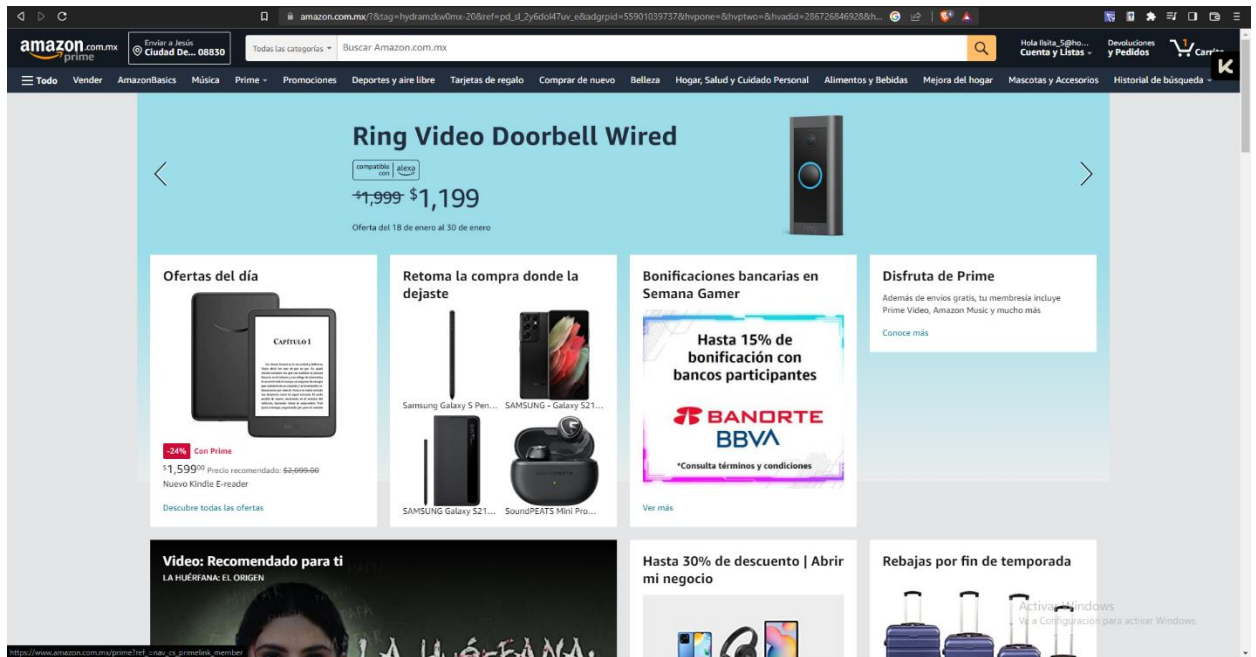 amazon.com.mx/?&tag=hydramzkw0mx-20&ref=pd_sl_2y6dol47uv_e&adgrpid=55901039737&hvpone=&hvptwo=&hvadid=286726846928&h...
amazon.com.mx
prime
Enviar a Jesús
Ciudad De... 08830
Todas las categorías
Buscar Amazon.com.mx
Hola lisita_5@ho...
Cuenta y Listas
Devoluciones
y Pedidos
1
Carrito
K
Todo
Vender
AmazonBasics
Música
Prime
Promociones
Deportes y aire libre
Tarjetas de regalo
Comprar de nuevo
Belleza
Hogar, Salud y Cuidado Personal
Alimentos y Bebidas
Mejora del hogar
Mascotas y Accesorios
Historial de búsqueda
Ring Video Doorbell Wired
compatible
con
alexa
$1,999 $1,199
Oferta del 18 de enero al 30 de enero
ring
Ofertas del día
CAPÍTULO I
-24% Con Prime
$1,59900 Precio recomendado: $2,099.00
Nuevo Kindle E-reader
Descubre todas las ofertas
Retoma la compra donde la
dejaste
Samsung Galaxy S Pen...
SAMSUNG - Galaxy S21...
SAMSUNG Galaxy S21...
SoundPEATS Mini Pro...
Bonificaciones bancarias en
Semana Gamer
Hasta 15% de
bonificación con
bancos participantes
BANORTE
BBVA
*Consulta términos y condiciones
Ver más
Disfruta de Prime
Además de envíos gratis, tu membresía incluye
Prime Video, Amazon Music y mucho más
Conoce más
Video: Recomendado para ti
LA HUÉRFANA: EL ORIGEN
LA HUÉRFANA:
Hasta 30% de descuento | Abrir
mi negocio
Rebajas por fin de temporada
Activar Windows
Ve a Configuración para activar Windows.
https://www.amazon.com.mx/prime?ref_=nav_cs_primelink_member